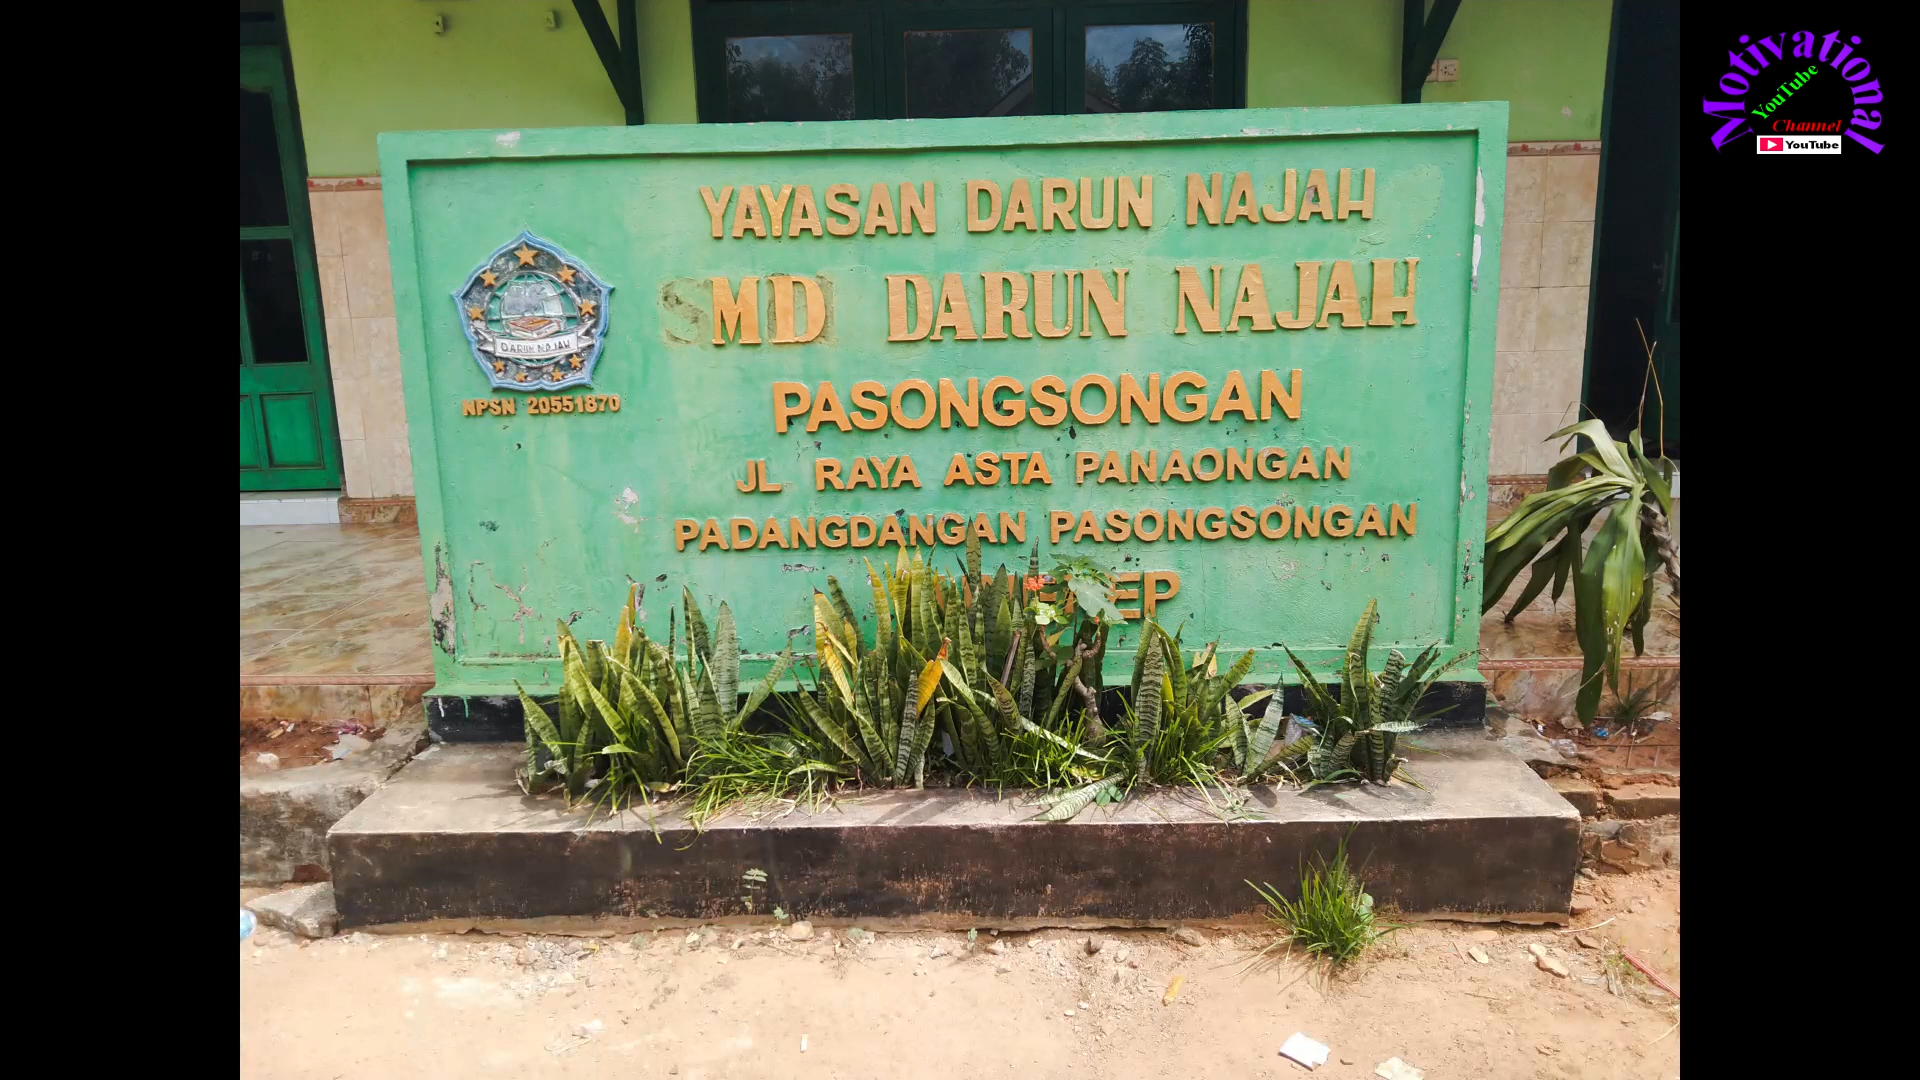 Motivational
YouTube
Channel
YouTube
YAYASAN DARUN NAJAH
MD DARUN NAJAH
PASONGSONGAN
JL RAYA ASTA PANAONGAN
PADANGDANGAN PASONGSONGAN
DARUN NAJAH
NPSN 20551870